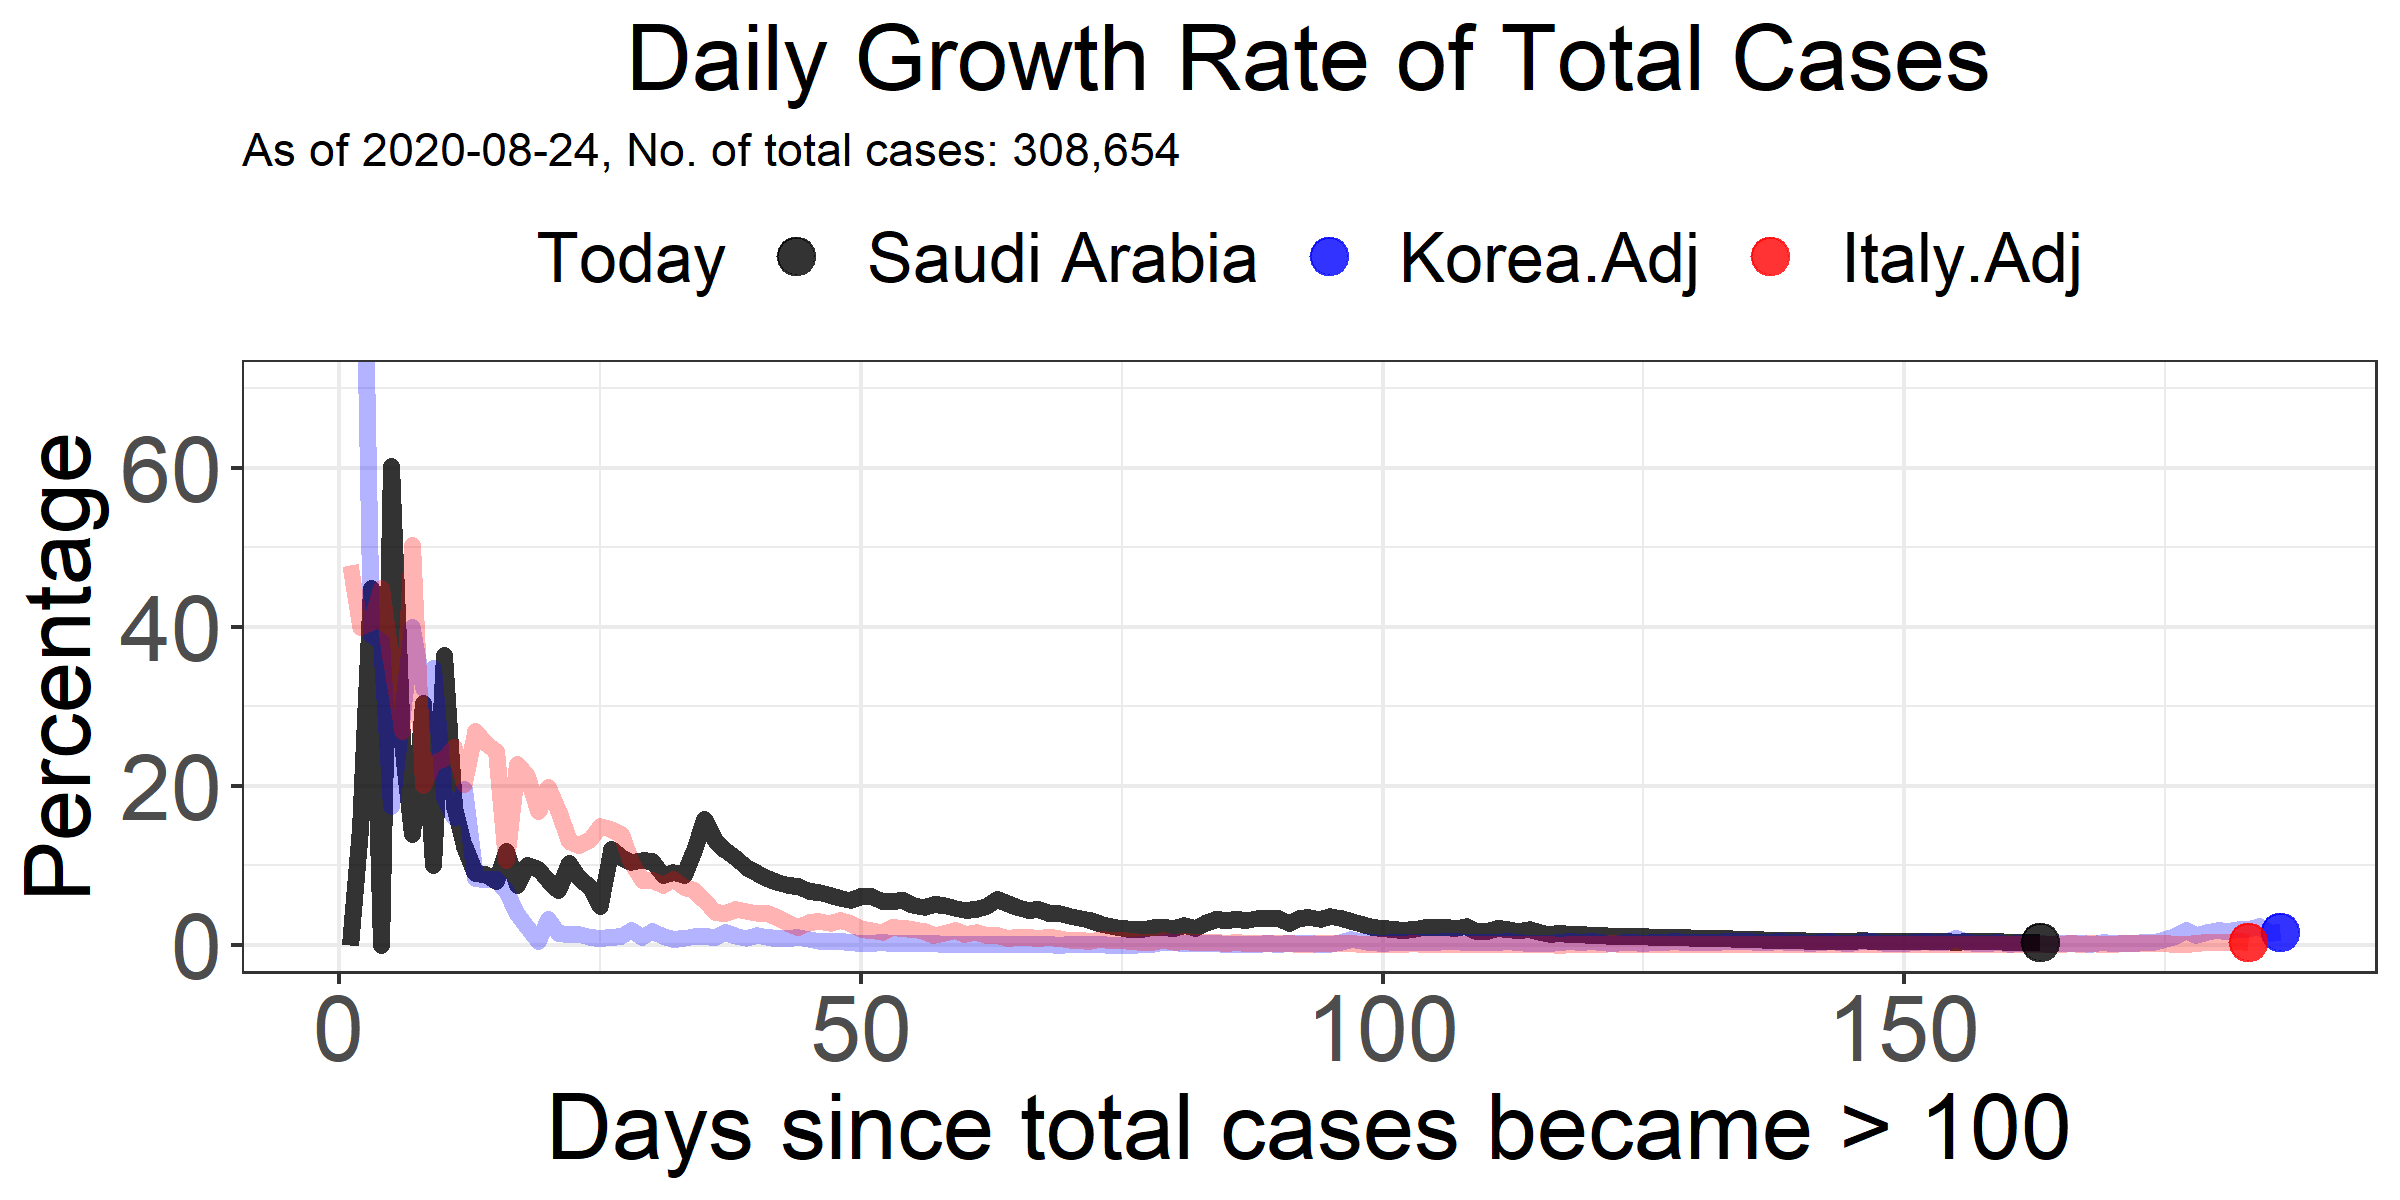 Daily Growth Rate of Total Cases
As of 2020-08-24, No. of total cases: 308,654
Today Saudi Arabia Korea.Adj Italy.Adj
Percentage
60
40
20
0
0 50 100 150
Days since total cases became > 100